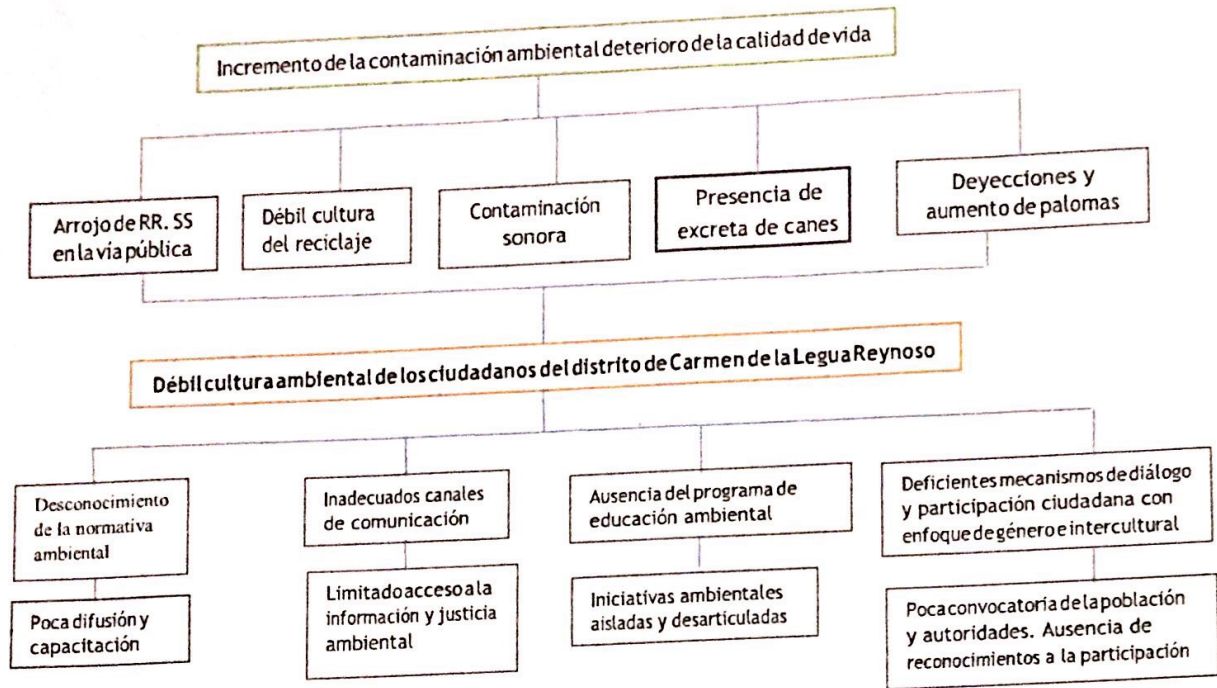 Incremento de la contaminación ambiental deterioro de la calidad de vida
Arrojo de RR. SS
en la vía pública
Débil cultura
del reciclaje
Contaminación
sonora
Presencia de
excreta de canes
Deyecciones y
aumento de palomas
Débil cultura ambiental de los ciudadanos del distrito de Carmen de la Legua Reynoso
Desconocimiento
de la normativa
ambiental
Inadecuados canales
de comunicación
Ausencia del programa de
educación ambiental
Deficientes mecanismos de diálogo
y participación ciudadana con
enfoque de género e intercultural
Poca difusión y
capacitación
Limitado acceso a la
información y justicia
ambiental
Iniciativas ambientales
aisladas y desarticuladas
Poca convocatoria de la población
y autoridades. Ausencia de
reconocimientos a la participación